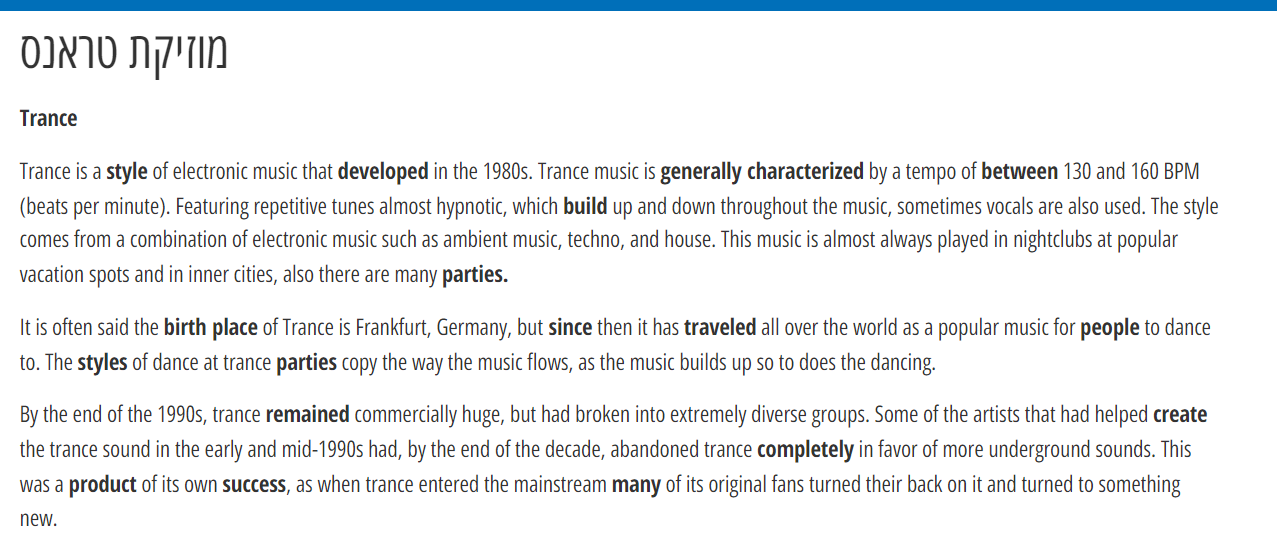 מוזיקת טראנס
Trance
Trance is a style of electronic music that developed in the 1980s. Trance music is generally characterized by a tempo of between 130 and 160 BPM
(beats per minute). Featuring repetitive tunes almost hypnotic, which build up and down throughout the music, sometimes vocals are also used. The style
comes from a combination of electronic music such as ambient music, techno, and house. This music is almost always played in nightclubs at popular
vacation spots and in inner cities, also there are many parties.
It is often said the birth place of Trance is Frankfurt, Germany, but since then it has traveled all over the world as a popular music for people to dance
to. The styles of dance at trance parties copy the way the music flows, as the music builds up so to does the dancing.
By the end of the 1990s, trance remained commercially huge, but had broken into extremely diverse groups. Some of the artists that had helped create
the trance sound in the early and mid-1990s had, by the end of the decade, abandoned trance completely in favor of more underground sounds. This
was a product of its own success, as when trance entered the mainstream many of its original fans turned their back on it and turned to something
new.